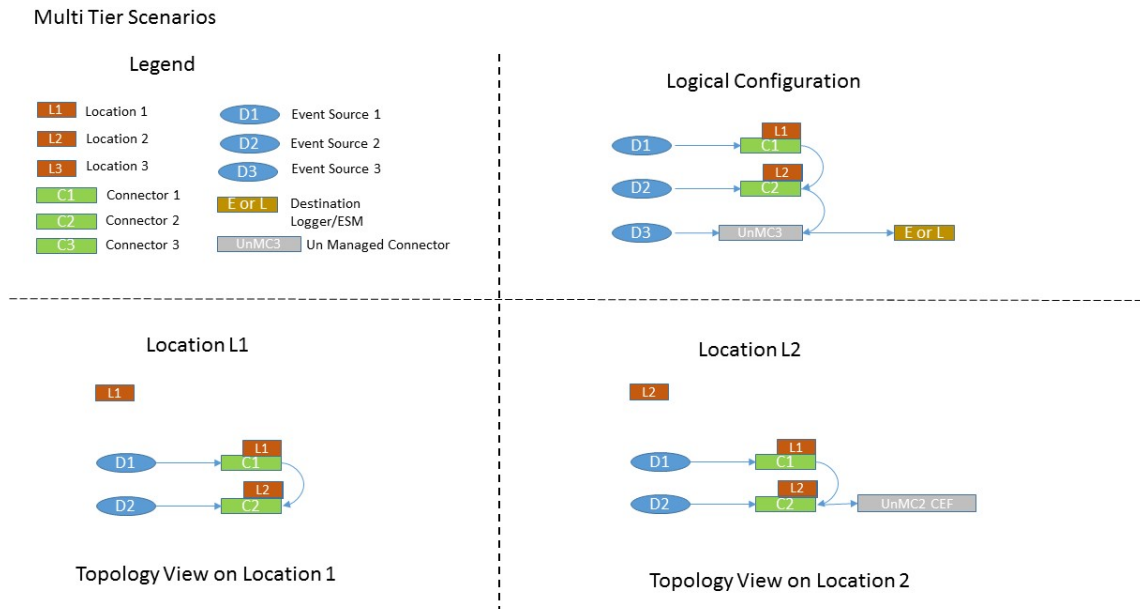 Multi Tier Scenarios
Legend
L1 Location 1
L2 Location 2
L3 Location 3
C1 Connector 1
C2 Connector 2
C3 Connector 3
D1 Event Source 1
D2 Event Source 2
D3 Event Source 3
E or L Destination
Logger/ESM
UnMC3 Un Managed Connector
Logical Configuration
L1
D1 C1
L2
D2 C2
D3 UnMC3 E or L
Location L1
L1
L1
D1 C1
L2
D2 C2
Topology View on Location 1
Location L2
L2
L1
D1 C1
L2
D2 C2 UnMC2 CEF
Topology View on Location 2